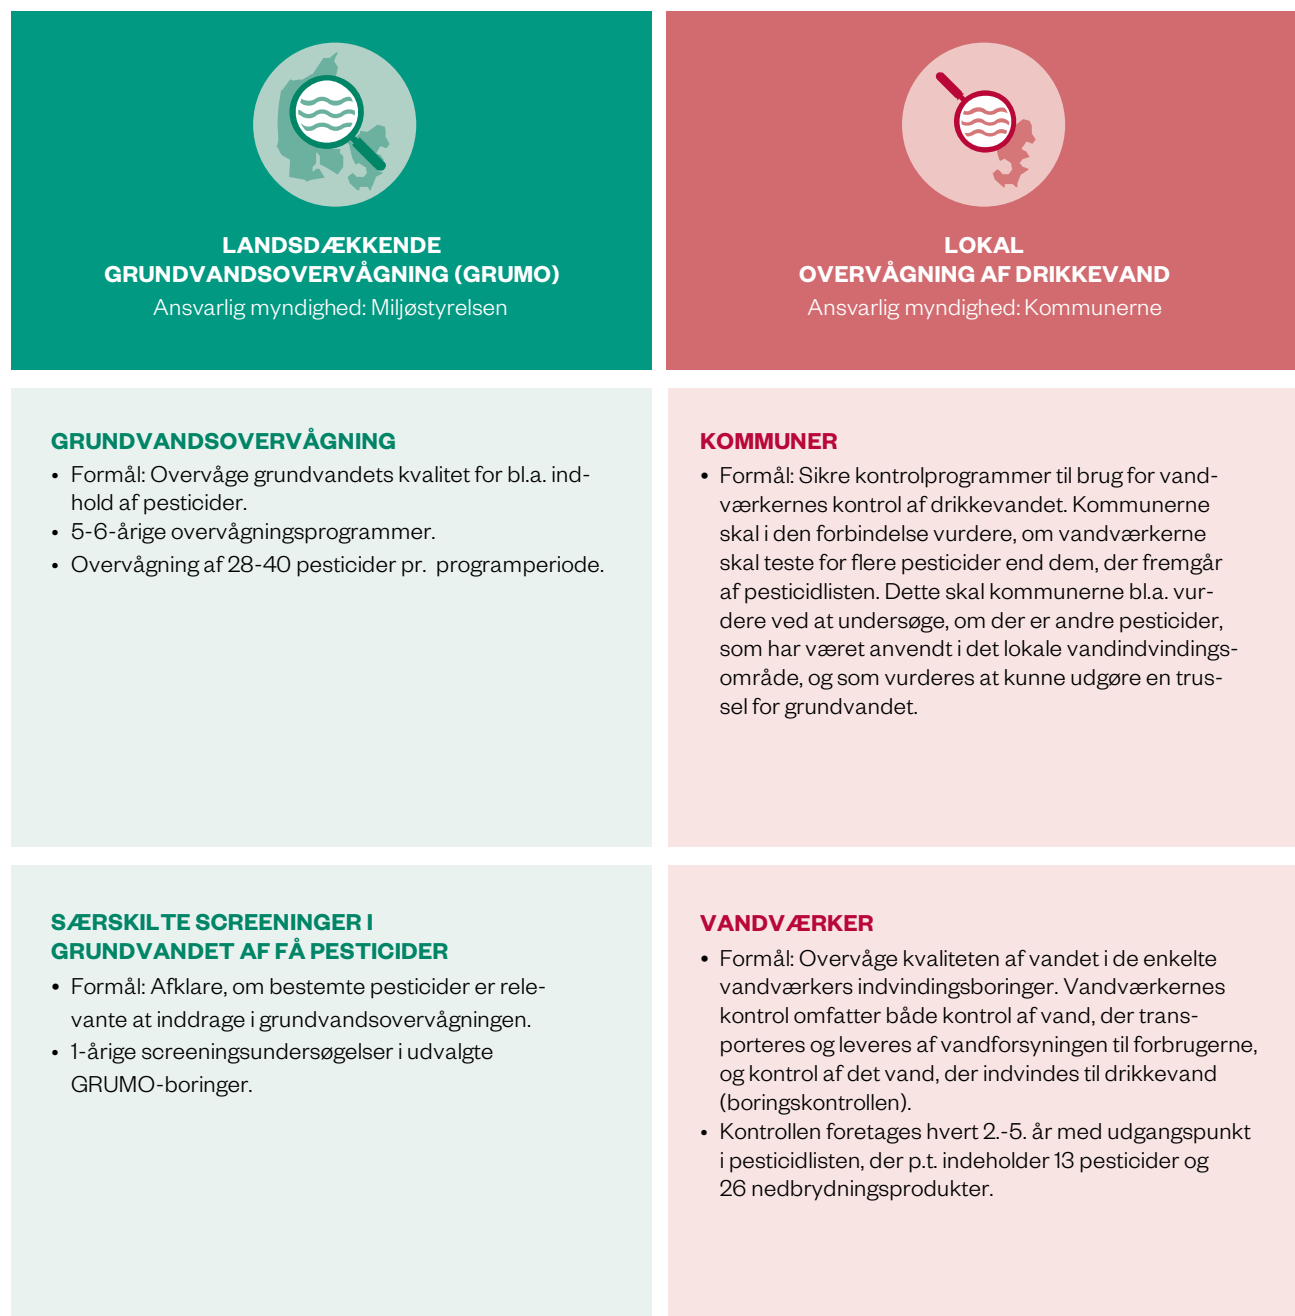 LANDSDÆKKENDE
GRUNDVANDSOVERVÅGNING (GRUMO)
Ansvarlig myndighed: Miljøstyrelsen
LOKAL
OVERVÅGNING AF DRIKKEVAND
Ansvarlig myndighed: Kommunerne
GRUNDVANDSOVERVÅGNING
• Formål: Overvåge grundvandets kvalitet for bl.a. ind-
hold af pesticider.
• 5-6-årige overvågningsprogrammer.
• Overvågning af 28-40 pesticider pr. programperiode.
KOMMUNER
• Formål: Sikre kontrolprogrammer til brug for vand-
værkernes kontrol af drikkevandet. Kommunerne
skal i den forbindelse vurdere, om vandværkerne
skal teste for flere pesticider end dem, der fremgår
af pesticidlisten. Dette skal kommunerne bl.a. vur-
dere ved at undersøge, om der er andre pesticider,
som har været anvendt i det lokale vandindvindings-
område, og som vurderes at kunne udgøre en trus-
sel for grundvandet.
SÆRSKILTE SCREENINGER I
GRUNDVANDET AF FÅ PESTICIDER
• Formål: Afklare, om bestemte pesticider er rele-
vante at inddrage i grundvandsovervågningen.
• 1-årige screeningsundersøgelser i udvalgte
GRUMO-boringer.
VANDVÆRKER
• Formål: Overvåge kvaliteten af vandet i de enkelte
vandværkers indvindingsboringer. Vandværkernes
kontrol omfatter både kontrol af vand, der trans-
porteres og leveres af vandforsyningen til forbrugerne,
og kontrol af det vand, der indvindes til drikkevand
(boringskontrollen).
• Kontrollen foretages hvert 2.-5. år med udgangspunkt
i pesticidlisten, der p.t. indeholder 13 pesticider og
26 nedbrydningsprodukter.